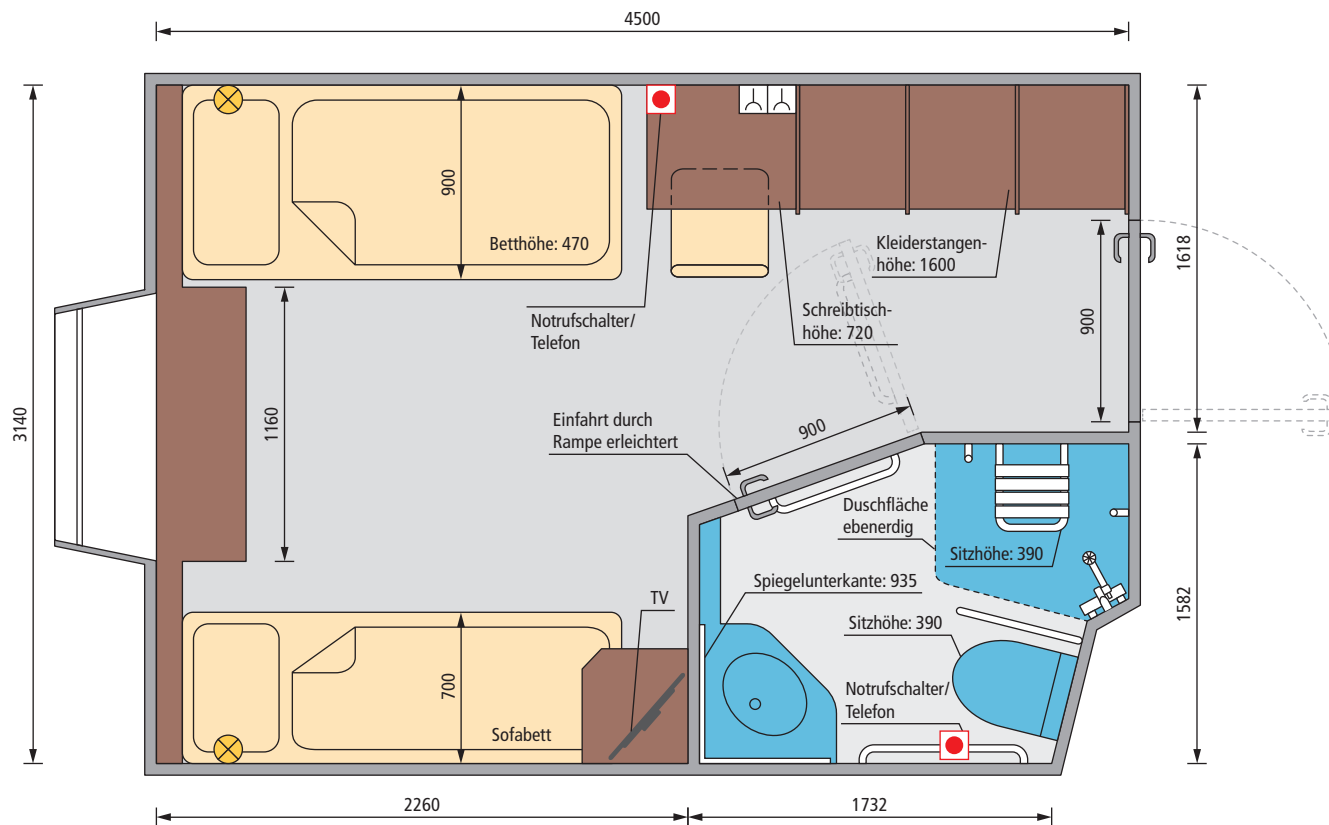 4500
900
Betthöhe: 470
Notrufschalter/
Telefon
Kleiderstangen-
höhe: 1600
Schreibtisch-
höhe: 720
900
1618
3140
1160
Einfahrt durch
Rampe erleichtert
900
Duschfläche
ebenerdig
Sitzhöhe: 390
Spiegelunterkante: 935
TV
Sitzhöhe: 390
1582
700
Sofabett
Notrufschalter/
Telefon
2260
1732